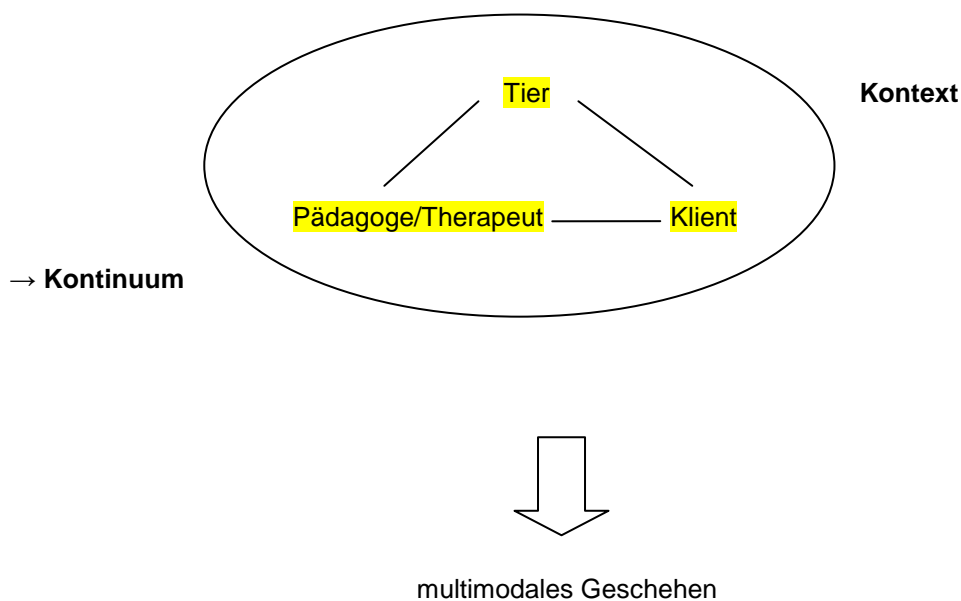 Tier
Kontext
Pädagoge/Therapeut
Klient
→ Kontinuum
multimodales Geschehen